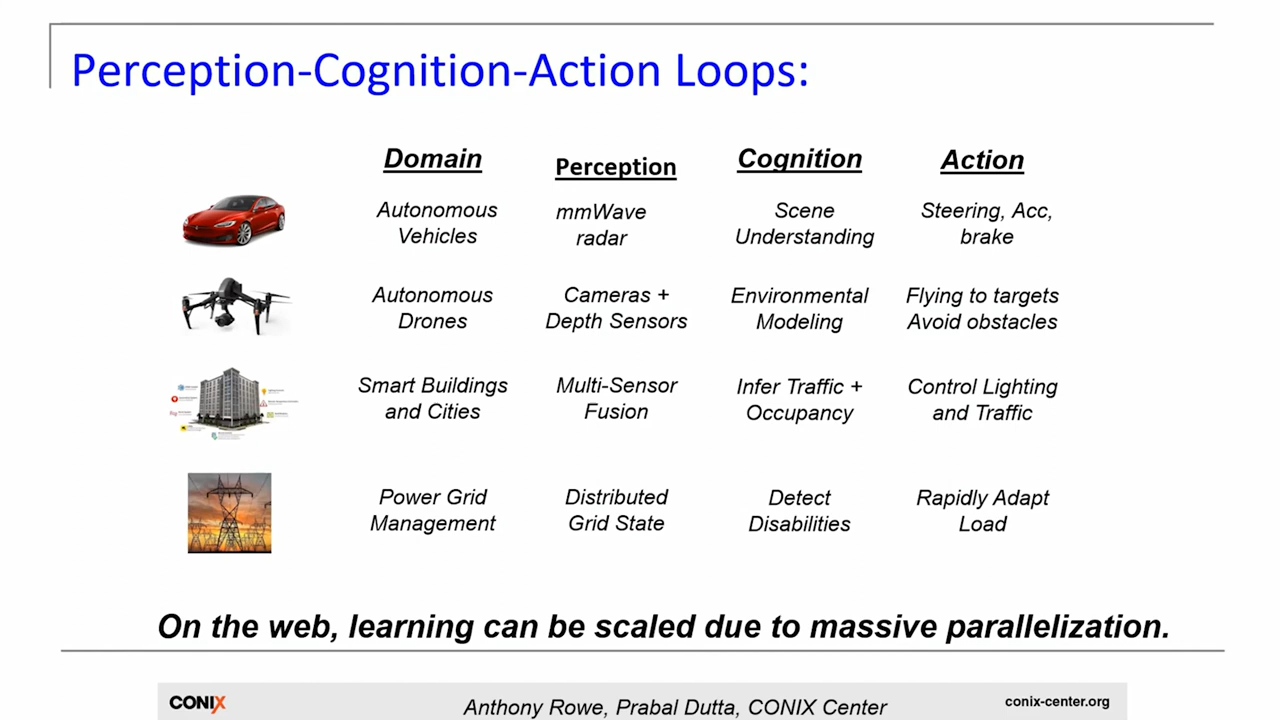 Perception-Cognition-Action Loops:
Domain
Perception
Cognition
Action
Autonomous
Vehicles
mmWave
radar
Scene
Understanding
Steering, Acc,
brake
Autonomous
Drones
Cameras +
Depth Sensors
Environmental
Modeling
Flying to targets
Avoid obstacles
Smart Buildings
and Cities
Multi-Sensor
Fusion
Infer Traffic +
Occupancy
Control Lighting
and Traffic
Power Grid
Management
Distributed
Grid State
Detect
Disabilities
Rapidly Adapt
Load
On the web, learning can be scaled due to massive parallelization.
CONIX
Anthony Rowe, Prabal Dutta, CONIX Center
conix-center.org